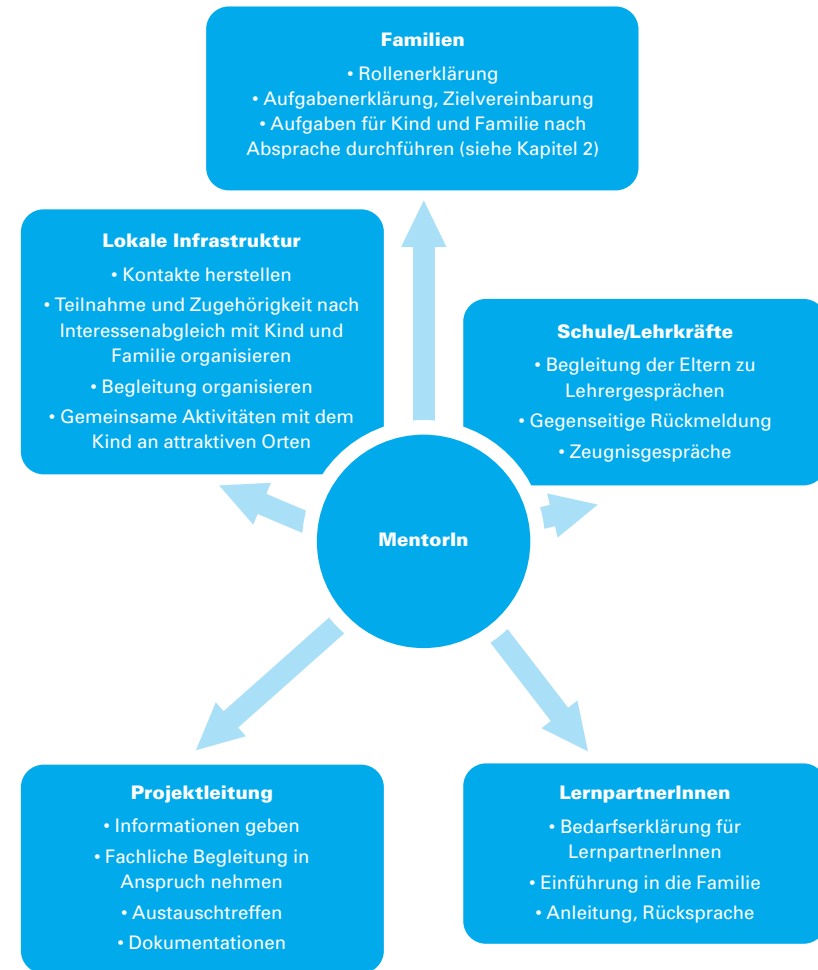 Familien
• Rollenerklärung
• Aufgabenerklärung, Zielvereinbarung
• Aufgaben für Kind und Familie nach
Absprache durchführen (siehe Kapitel 2)
Lokale Infrastruktur
• Kontakte herstellen
• Teilnahme und Zugehörigkeit nach
Interessenabgleich mit Kind und
Familie organisieren
• Begleitung organisieren
• Gemeinsame Aktivitäten mit dem
Kind an attraktiven Orten
Schule/Lehrkräfte
• Begleitung der Eltern zu
Lehrergesprächen
• Gegenseitige Rückmeldung
• Zeugnisgespräche
MentorIn
Projektleitung
• Informationen geben
• Fachliche Begleitung in
Anspruch nehmen
• Austauschtreffen
• Dokumentationen
LernpartnerInnen
• Bedarfserklärung für
LernpartnerInnen
• Einführung in die Familie
• Anleitung, Rücksprache